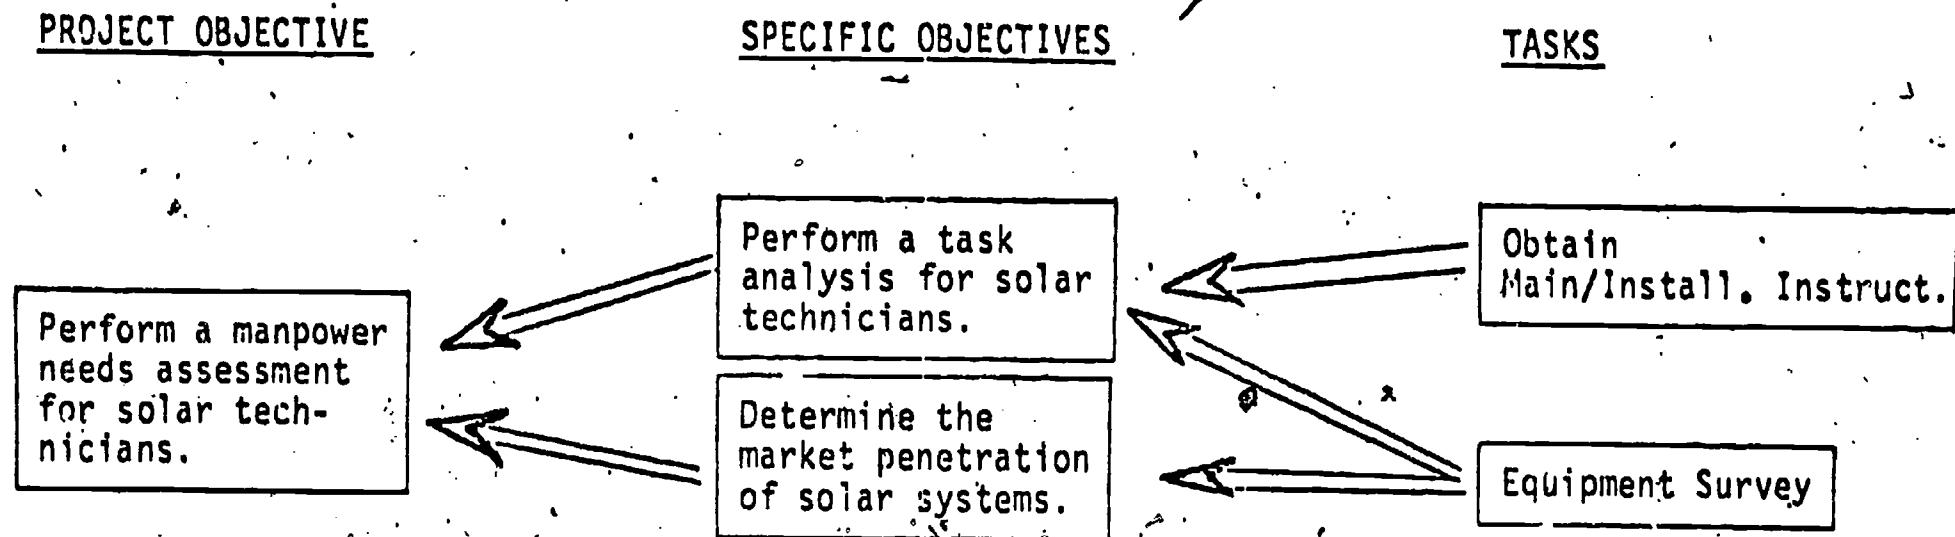 PROJECT OBJECTIVE
SPECIFIC OBJECTIVES
TASKS
Perform a manpower
needs assessment
for solar tech-
nicians.
Perform a task
analysis for solar
technicians.
Determine the
market penetration
of solar systems.
Obtain
Main/Install. Instruct.
Equipment Survey